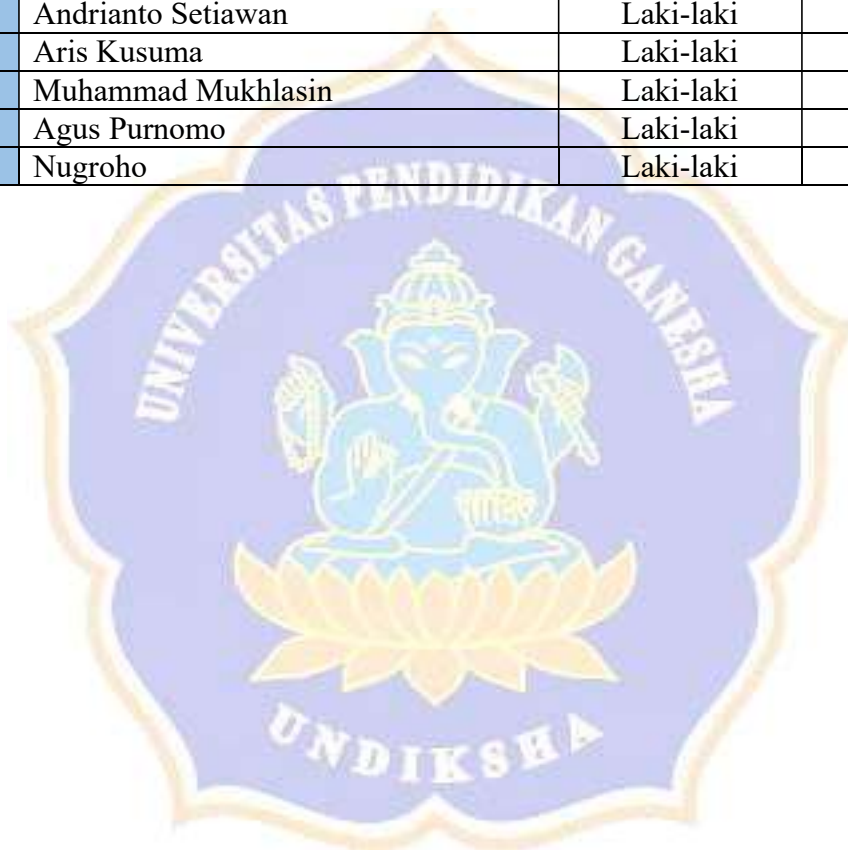 Andrianto Setiawan Laki-laki
Aris Kusuma Laki-laki
Muhammad Mukhlasin Laki-laki
Agus Purnomo Laki-laki
Nugroho Laki-laki
UNIVERSITAS PENDIDIKAN GANESHA
UNDIKSHA